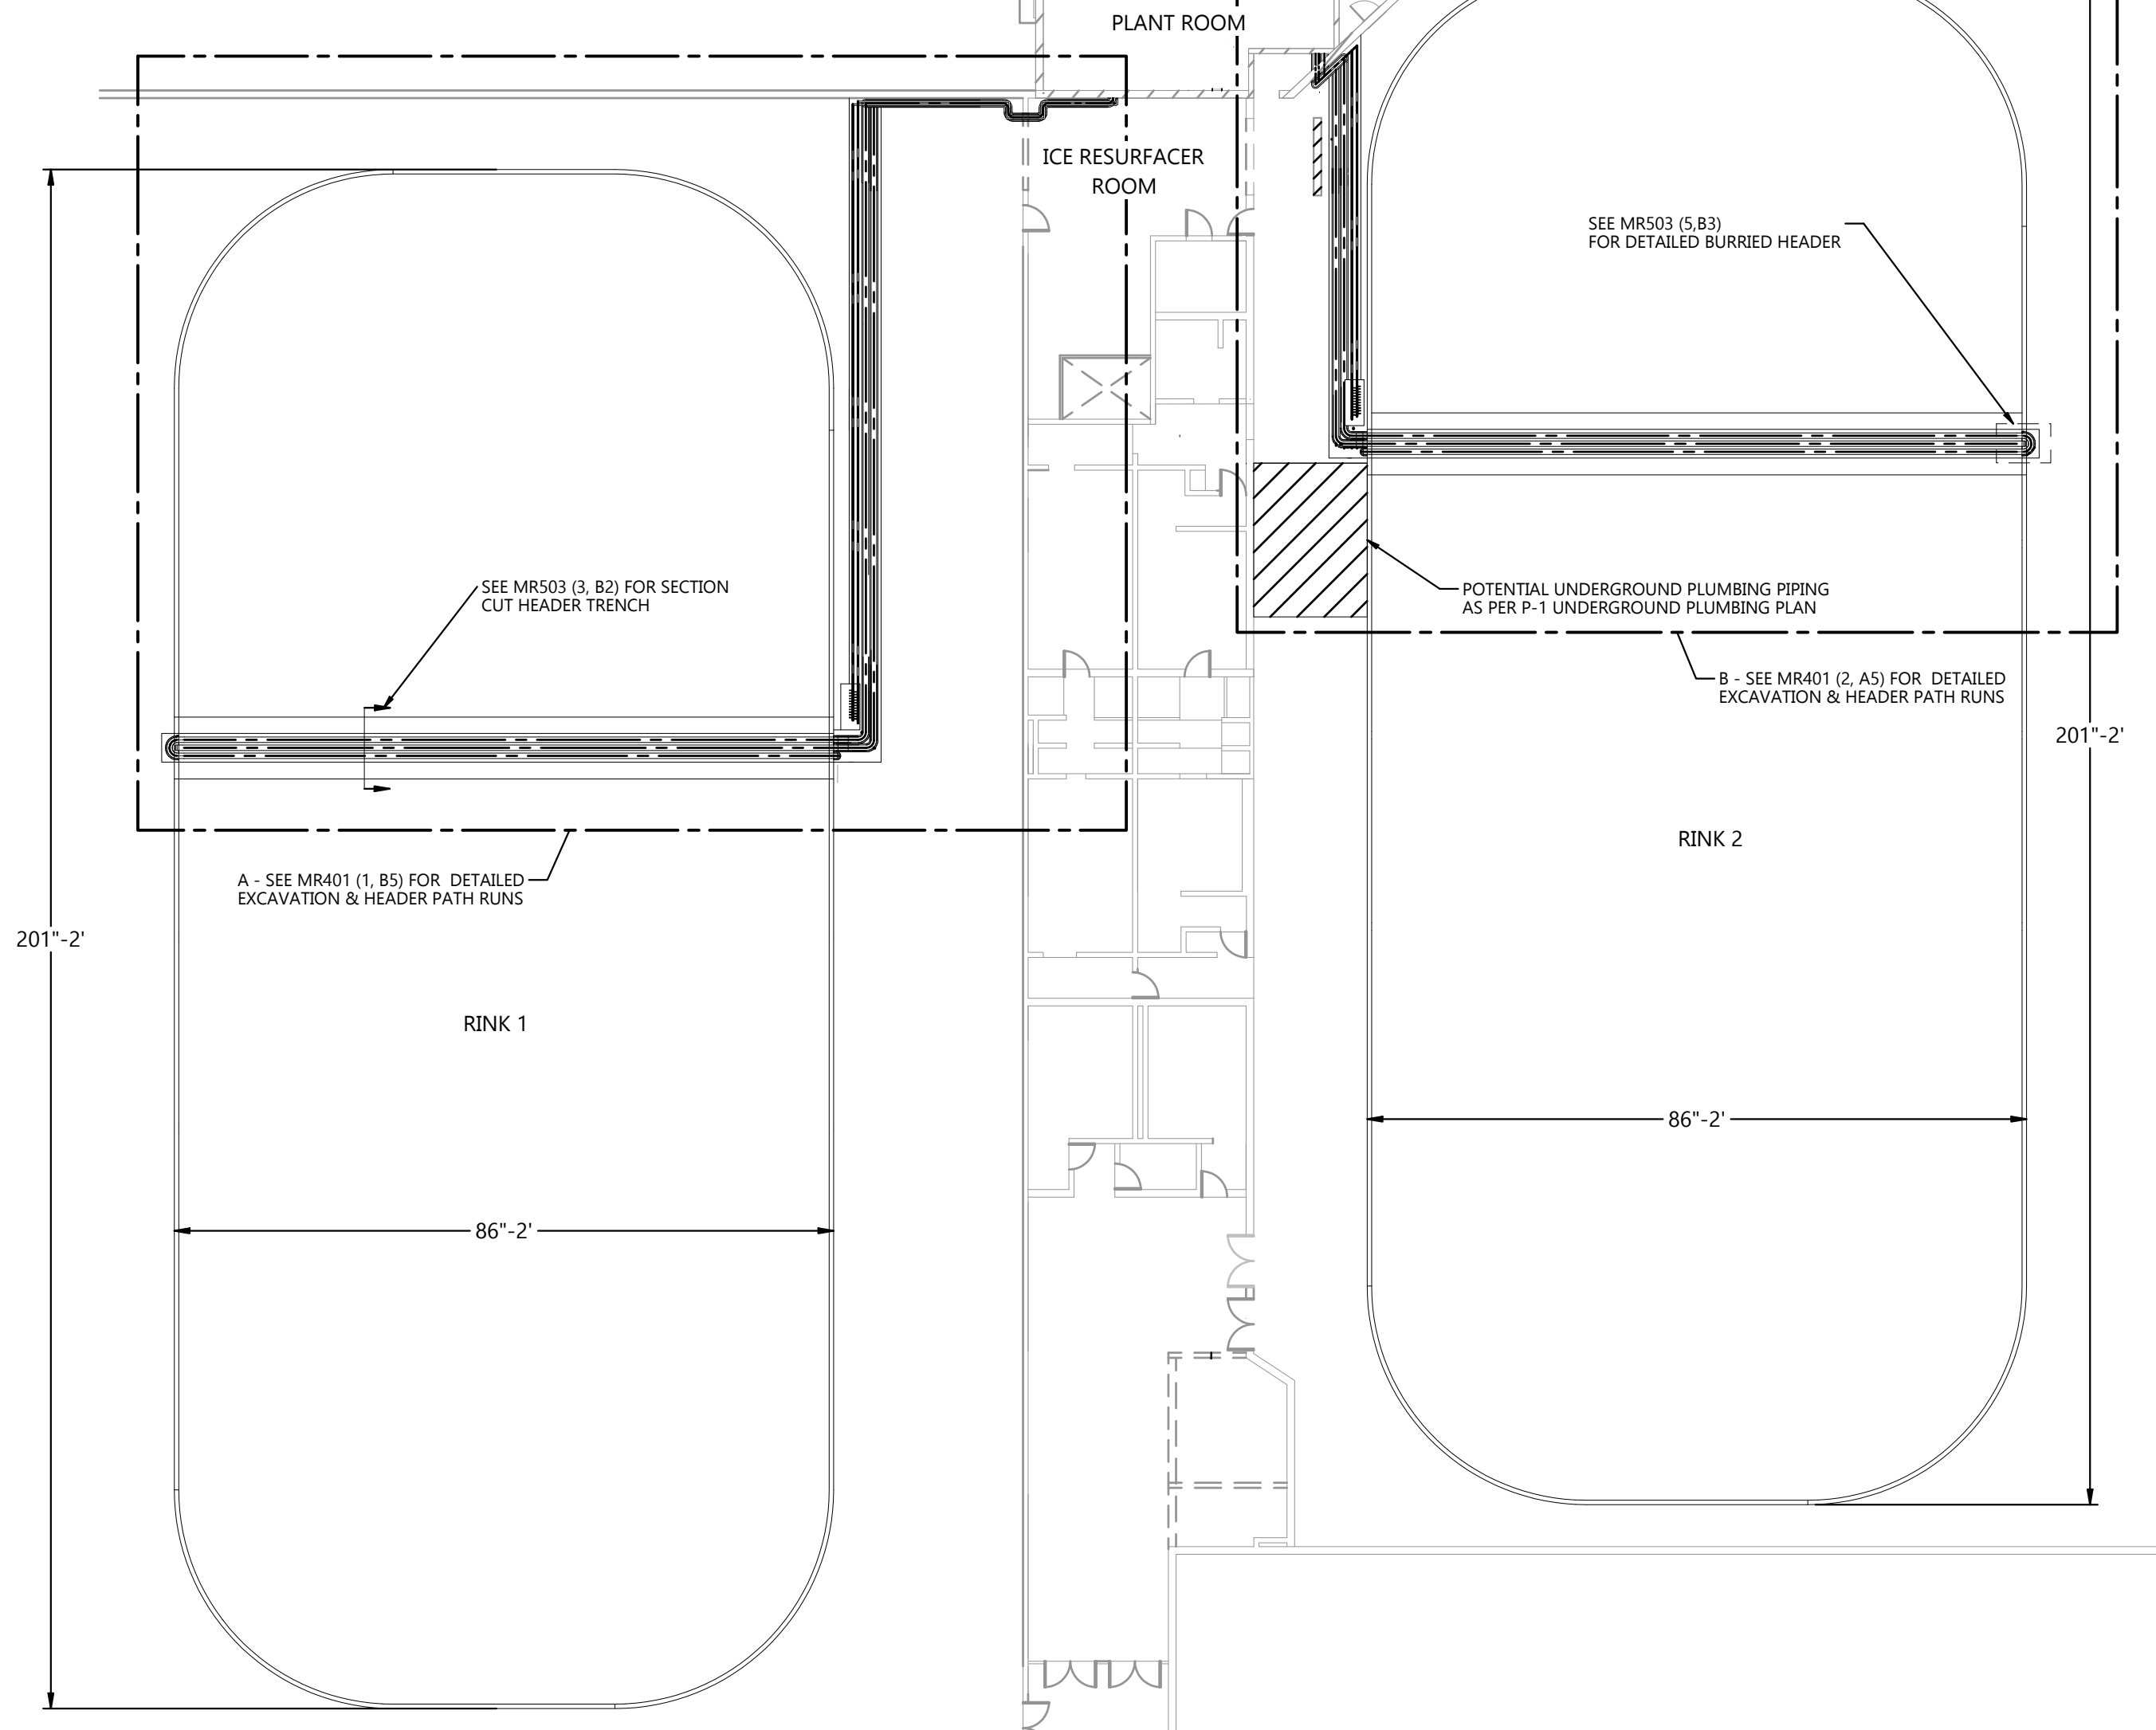 PLANT ROOM
ICE RESURFACER
ROOM
SEE MR503 (5,B3)
FOR DETAILED BURRIED HEADER
SEE MR503 (3, B2) FOR SECTION
CUT HEADER TRENCH
POTENTIAL UNDERGROUND PLUMBING PIPING
AS PER P-1 UNDERGROUND PLUMBING PLAN
B - SEE MR401 (2, A5) FOR DETAILED
EXCAVATION & HEADER PATH RUNS
201"-2'
RINK 2
A - SEE MR401 (1, B5) FOR DETAILED
EXCAVATION & HEADER PATH RUNS
201"-2'
RINK 1
86"-2'
86"-2'